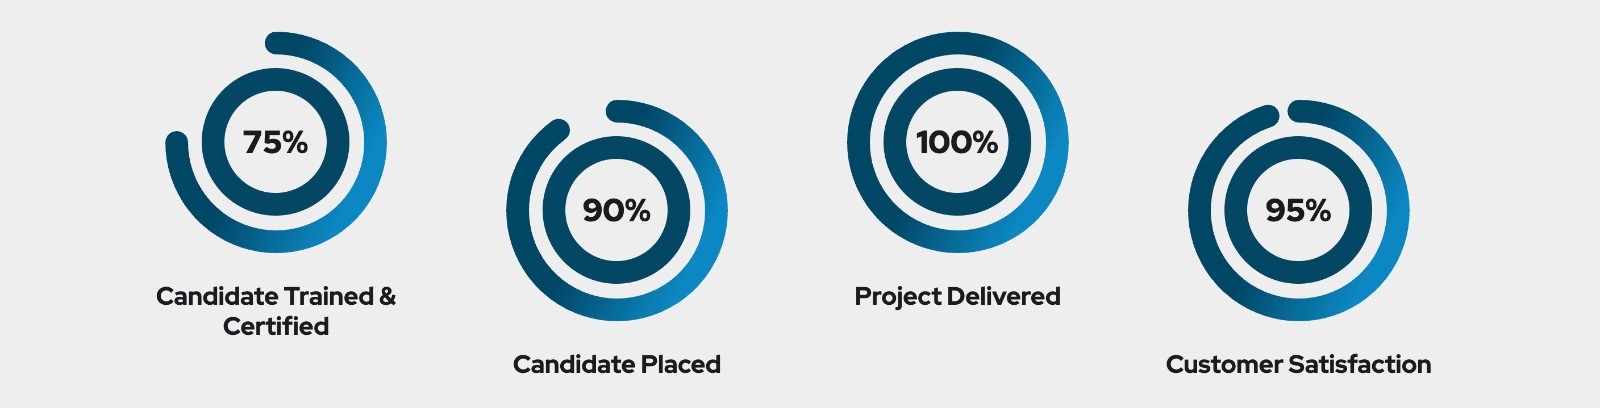 75%
Candidate Trained &
Certified
90%
Candidate Placed
100%
Project Delivered
95%
Customer Satisfaction